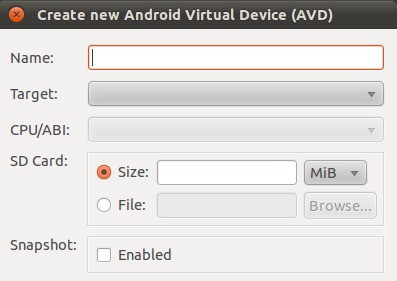 Create new Android Virtual Device (AVD)
Name:
Target:
CPU/ABI:
SD Card:
Size: MiB
File: Browse...
Snapshot:
Enabled